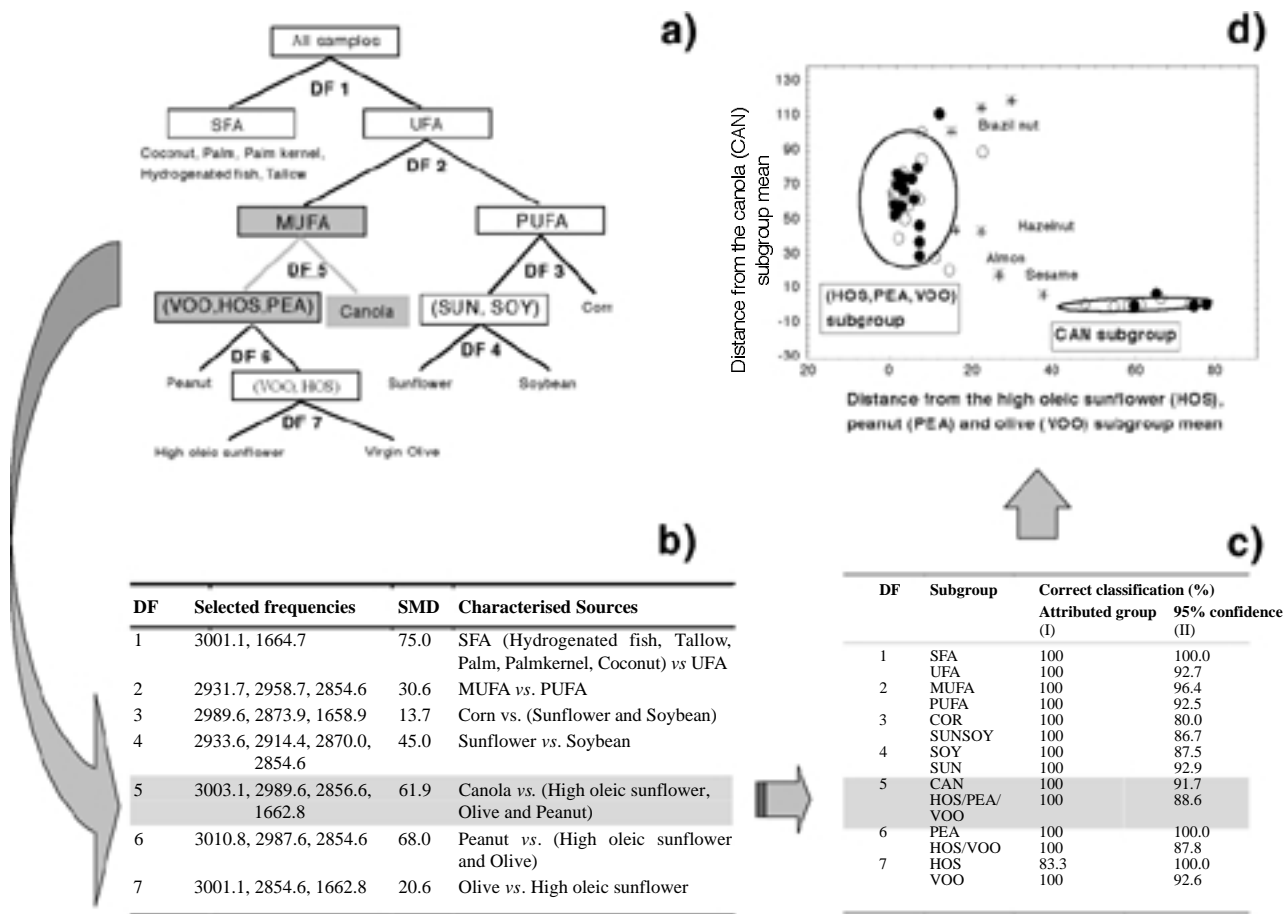 a)
All samples
DF 1
SFA
UFA
Coconut, Palm, Palm kernel,
Hydrogenated fish, Tallow
DF 2
MUFA
PUFA
DF 5
DF 3
(VOO,HOS,PEA)
Canola
(SUN, SOY)
Corn
DF 6
DF 4
Peanut
(VOO, HOS)
Sunflower
Soybean
DF 7
High oleic sunflower
Virgin Olive
d)
Distance from the canola (CAN)
subgroup mean
130
110
90
70
50
30
10
-10
-30
20
0
20
40
60
80
Brazil nut
Hazelnut
Almon
Sesame
(HOS,PEA,VOO)
subgroup
CAN subgroup
Distance from the high oleic sunflower (HOS),
peanut (PEA) and olive (VOO) subgroup mean
b)
DF Selected frequencies SMD Characterised Sources
1 3001.1, 1664.7 75.0 SFA (Hydrogenated fish, Tallow,
Palm, Palmkernel, Coconut) vs UFA
2 2931.7, 2958.7, 2854.6 30.6 MUFA vs. PUFA
3 2989.6, 2873.9, 1658.9 13.7 Corn vs. (Sunflower and Soybean)
4 2933.6, 2914.4, 2870.0, 45.0 Sunflower vs. Soybean
2854.6
5 3003.1, 2989.6, 2856.6, 61.9 Canola vs. (High oleic sunflower,
1662.8 Olive and Peanut)
6 3010.8, 2987.6, 2854.6 68.0 Peanut vs. (High oleic sunflower
and Olive)
7 3001.1, 2854.6, 1662.8 20.6 Olive vs. High oleic sunflower
c)
DF Subgroup Correct classification (%)
Attributed group 95% confidence
(I) (II)
1 SFA 100 100.0
UFA 100 92.7
2 MUFA 100 96.4
PUFA 100 92.5
3 COR 100 80.0
SUNSOY 100 86.7
4 SOY 100 87.5
SUN 100 92.9
5 CAN 100 91.7
HOS/PEA/ 100 88.6
VOO
6 PEA 100 100.0
HOS/VOO 100 87.8
7 HOS 83.3 100.0
VOO 100 92.6